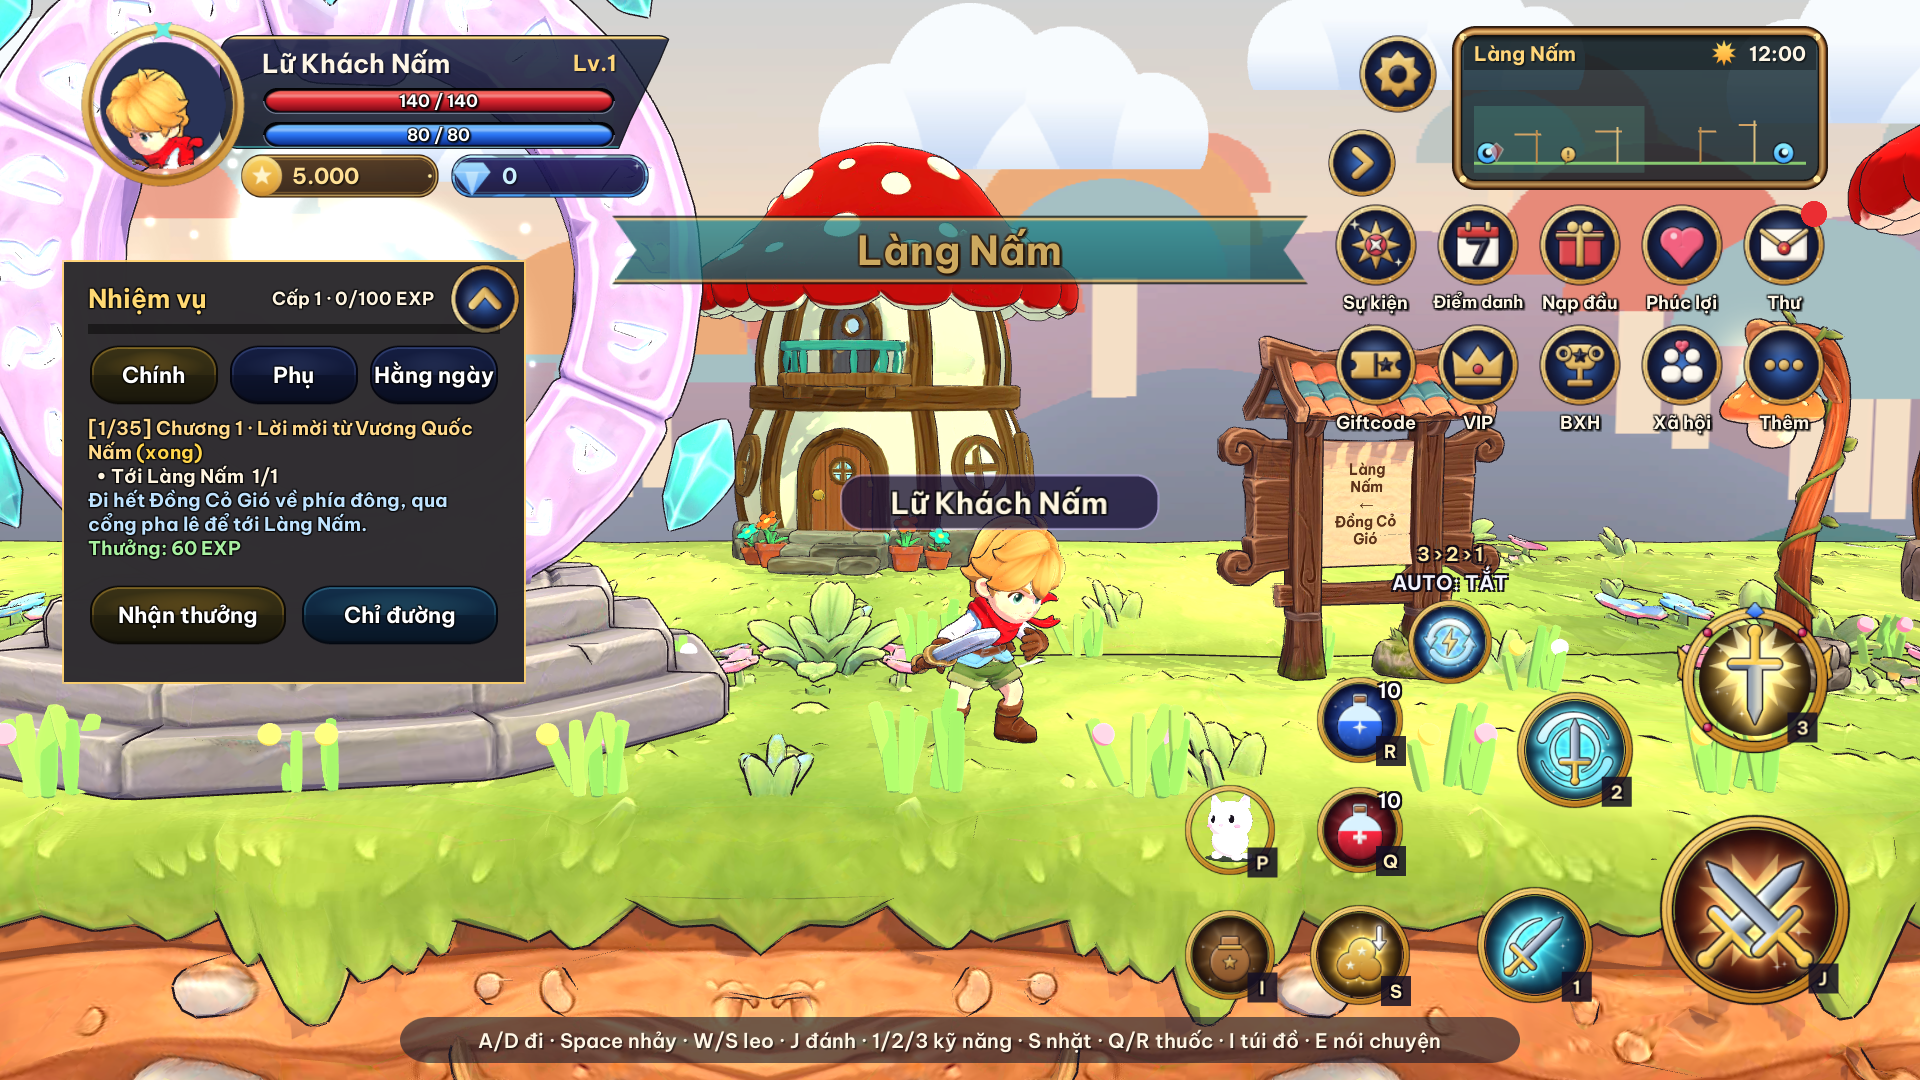 Lữ Khách Nấm
Lv.1
140 / 140
80 / 80
5.000
0
Làng Nấm
12:00
Làng Nấm
Sự kiện
Điểm danh
7
Nạp đầu
Phúc lợi
Thư
Giftcode
VIP
BXH
Xã hội
Thêm
Nhiệm vụ
Cấp 1 · 0/100 EXP
Chính
Phụ
Hằng ngày
[1/35] Chương 1 · Lời mời từ Vương Quốc
Nấm (xong)
• Tới Làng Nấm 1/1
Đi hết Đồng Cỏ Gió về phía đông, qua
cổng pha lê để tới Làng Nấm.
Thưởng: 60 EXP
Nhận thưởng
Chỉ đường
Lữ Khách Nấm
Làng
Nấm
←
Đồng Cỏ
Gió
3 › 2 › 1
AUTO: TẮT
10
R
3
2
10
Q
P
I
S
1
J
A/D đi · Space nhảy · W/S leo · J đánh · 1/2/3 kỹ năng · S nhặt · Q/R thuốc · I túi đồ · E nói chuyện